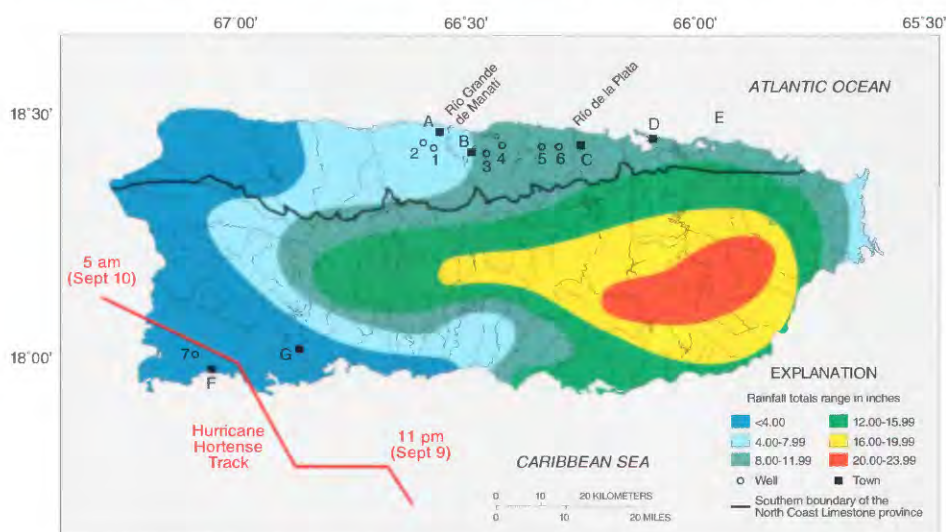 67°00'
66°30'
66°00'
65°30'
ATLANTIC OCEAN
18°30'
Río Grande
de Manatí
Río de la Plata
A
B
C
D
E
2
1
3
4
5
6
5 am
(Sept 10)
18°00'
7
F
G
Hurricane
Hortense
Track
11 pm
(Sept 9)
CARIBBEAN SEA
0 10 20 KILOMETERS
0 10 20 MILES
EXPLANATION
Rainfall totals range in inches
<4.00
12.00-15.99
4.00-7.99
16.00-19.99
8.00-11.99
20.00-23.99
Well
Town
Southern boundary of the
North Coast Limestone province